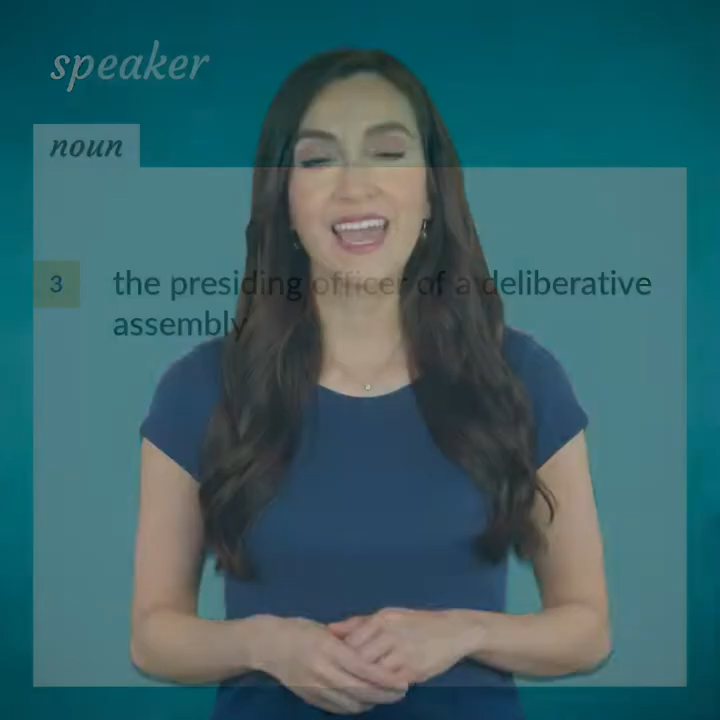 speaker
noun
3 the presiding officer of a deliberative
assembly